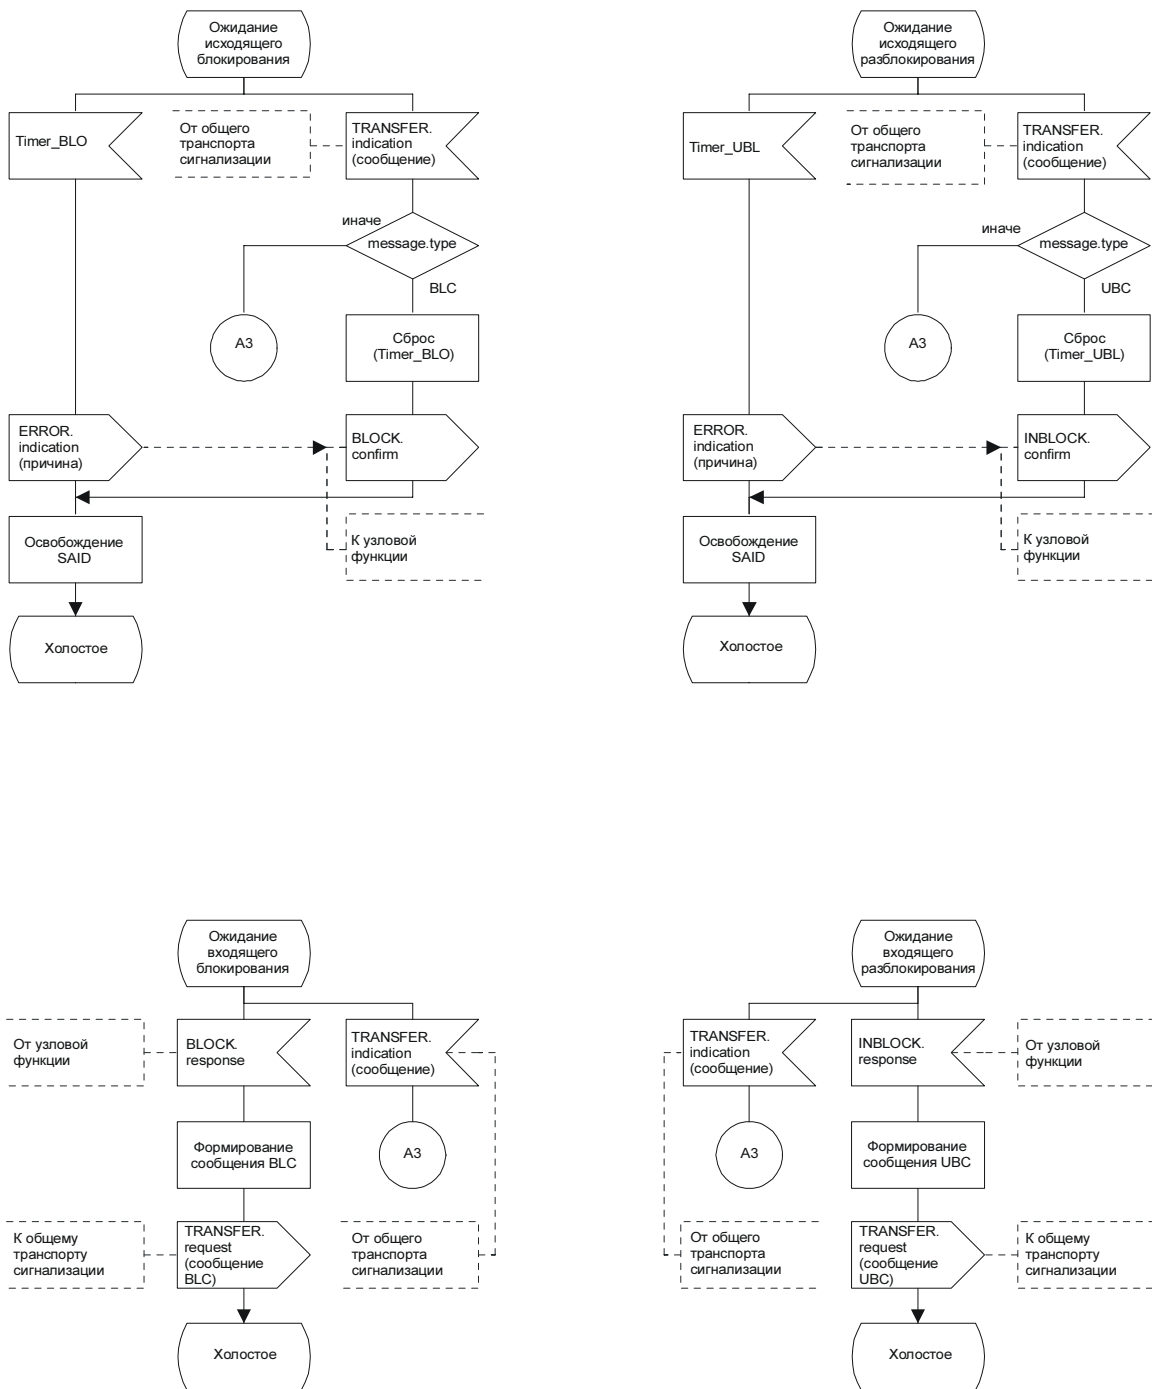 Ожидание
исходящего
блокирования
Timer_BLO
От общего
транспорта
сигнализации
TRANSFER.
indication
(сообщение)
иначе
message.type
BLC
A3
Сброс
(Timer_BLO)
ERROR.
indication
(причина)
BLOCK.
confirm
Освобождение
SAID
К узловой
функции
Холостое
Ожидание
исходящего
разблокирования
Timer_UBL
От общего
транспорта
сигнализации
TRANSFER.
indication
(сообщение)
иначе
message.type
UBC
A3
Сброс
(Timer_UBL)
ERROR.
indication
(причина)
INBLOCK.
confirm
Освобождение
SAID
К узловой
функции
Холостое
Ожидание
входящего
блокирования
От узловой
функции
BLOCK.
response
TRANSFER.
indication
(сообщение)
Формирование
сообщения BLC
A3
К общему
транспорту
сигнализации
TRANSFER.
request
(сообщение
BLC)
От общего
транспорта
сигнализации
Холостое
Ожидание
входящего
разблокирования
TRANSFER.
indication
(сообщение)
INBLOCK.
response
От узловой
функции
A3
Формирование
сообщения UBC
От общего
транспорта
сигнализации
TRANSFER.
request
(сообщение
UBC)
К общему
транспорту
сигнализации
Холостое